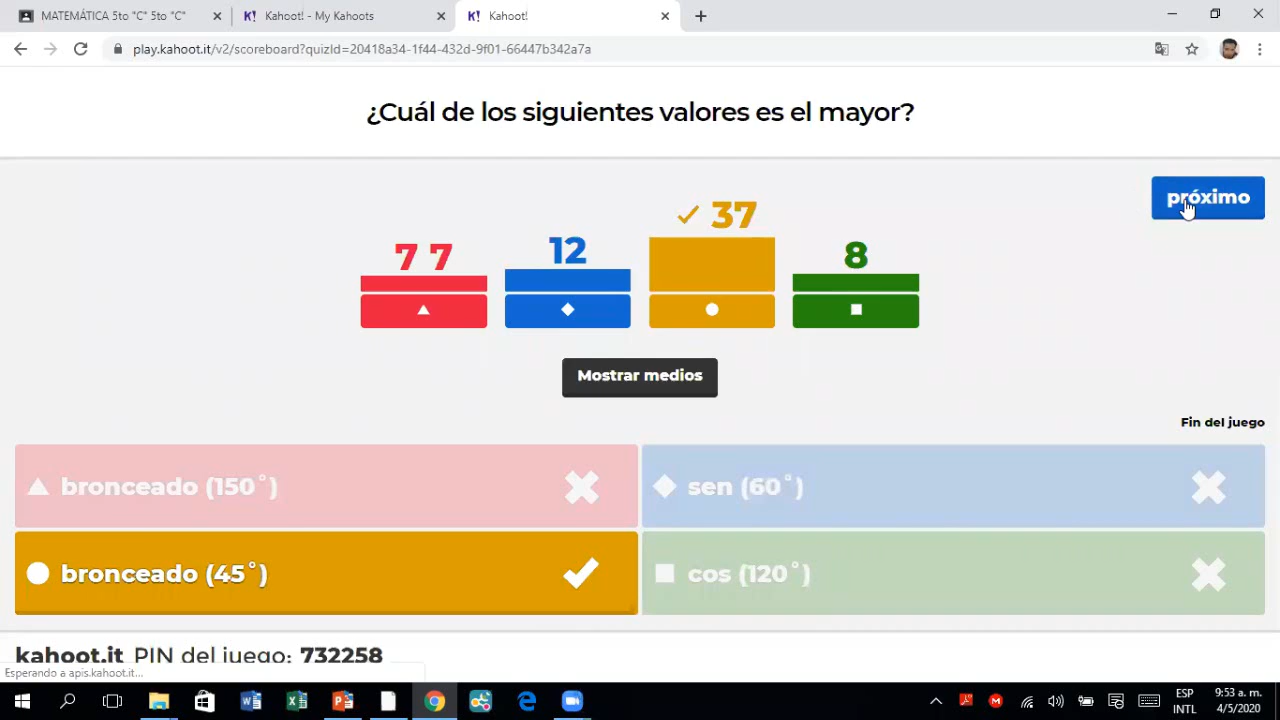 MATEMÁTICA 5to "C" 5to "C"
Kahoot! - My Kahoots
Kahoot!
play.kahoot.it/v2/scoreboard?quizId=20418a34-1f44-432d-9f01-66447b342a7a
¿Cuál de los siguientes valores es el mayor?
próximo
7 7
12
37
8
Mostrar medios
Fin del juego
bronceado (150°)
sen (60°)
bronceado (45°)
cos (120°)
kahoot.it PIN del juego: 732258
Esperando a apis.kahoot.it...
ESP
INTL
9:53 a. m.
4/5/2020